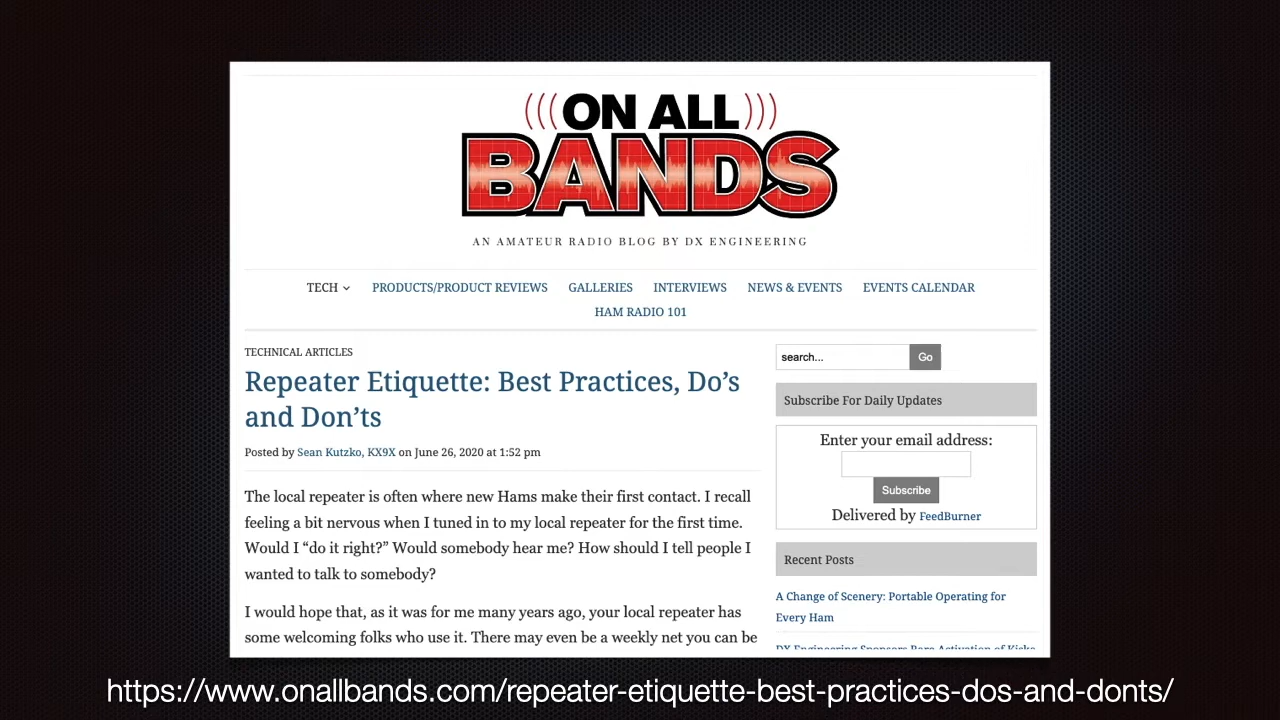 (((ON ALL)))
BANDS
AN AMATEUR RADIO BLOG BY DX ENGINEERING
TECH PRODUCTS/PRODUCT REVIEWS GALLERIES INTERVIEWS NEWS & EVENTS EVENTS CALENDAR
HAM RADIO 101
TECHNICAL ARTICLES
Repeater Etiquette: Best Practices, Do’s
and Don’ts
Posted by Sean Kutzko, KX9X on June 26, 2020 at 1:52 pm
The local repeater is often where new Hams make their first contact. I recall
feeling a bit nervous when I tuned in to my local repeater for the first time.
Would I “do it right?” Would somebody hear me? How should I tell people I
wanted to talk to somebody?
I would hope that, as it was for me many years ago, your local repeater has
some welcoming folks who use it. There may even be a weekly net you can be
search... Go
Subscribe For Daily Updates
Enter your email address:
Subscribe
Delivered by FeedBurner
Recent Posts
A Change of Scenery: Portable Operating for
Every Ham
DX Engineering Sponsors Rare Activation of
https://www.onallbands.com/repeater-etiquette-best-practices-dos-and-donts/